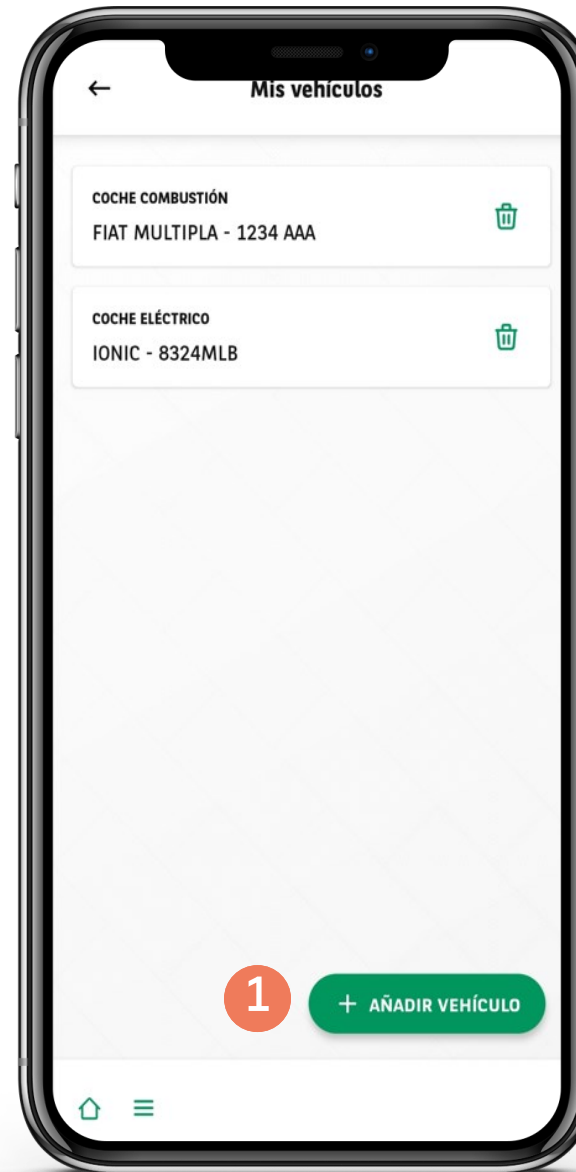 Mis vehículos
COCHE COMBUSTIÓN
FIAT MULTIPLA - 1234 AAA
COCHE ELÉCTRICO
IONIC - 8324MLB
1
+ AÑADIR VEHÍCULO